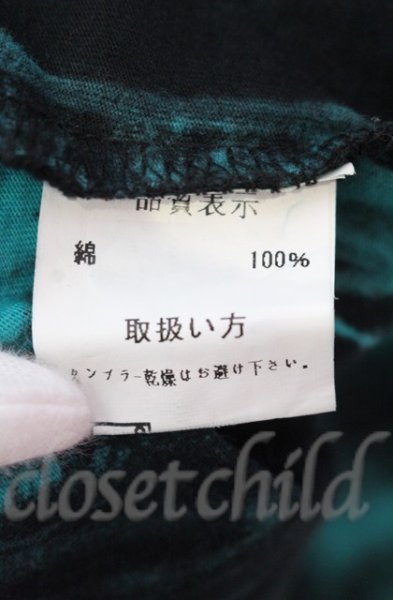 品質表示
綿 100%
取扱い方
タンブラー乾燥はお避け下さい。
closet child